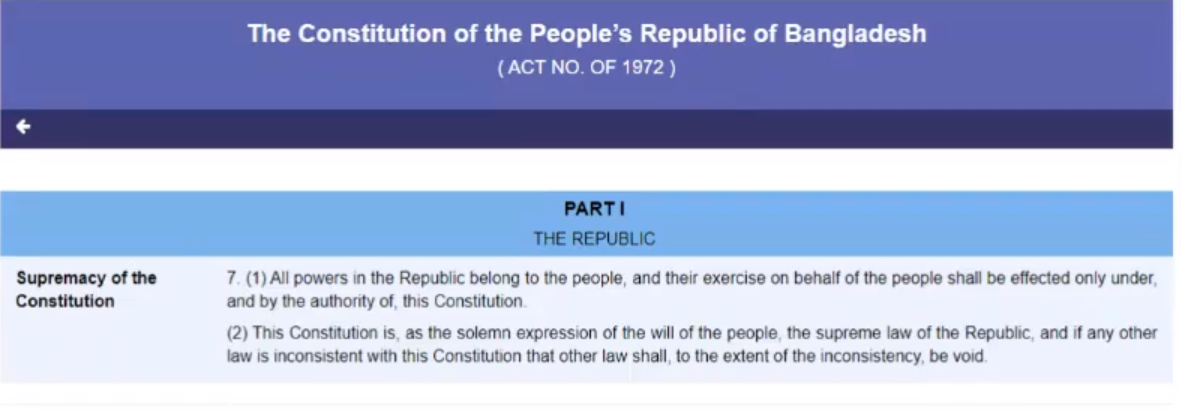 The Constitution of the People’s Republic of Bangladesh
( ACT NO. OF 1972 )
PART I
THE REPUBLIC
Supremacy of the
Constitution
7. (1) All powers in the Republic belong to the people, and their exercise on behalf of the people shall be effected only under,
and by the authority of, this Constitution.
(2) This Constitution is, as the solemn expression of the will of the people, the supreme law of the Republic, and if any other
law is inconsistent with this Constitution that other law shall, to the extent of the inconsistency, be void.